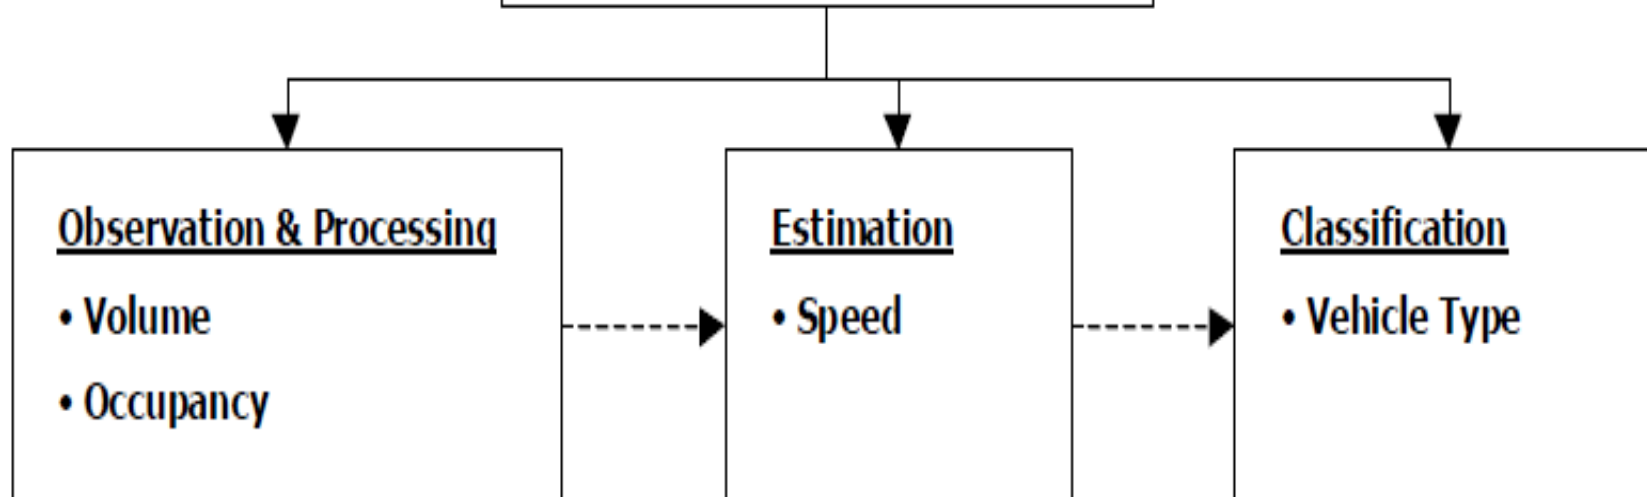 Observation & Processing
• Volume
• Occupancy
Estimation
• Speed
Classification
• Vehicle Type